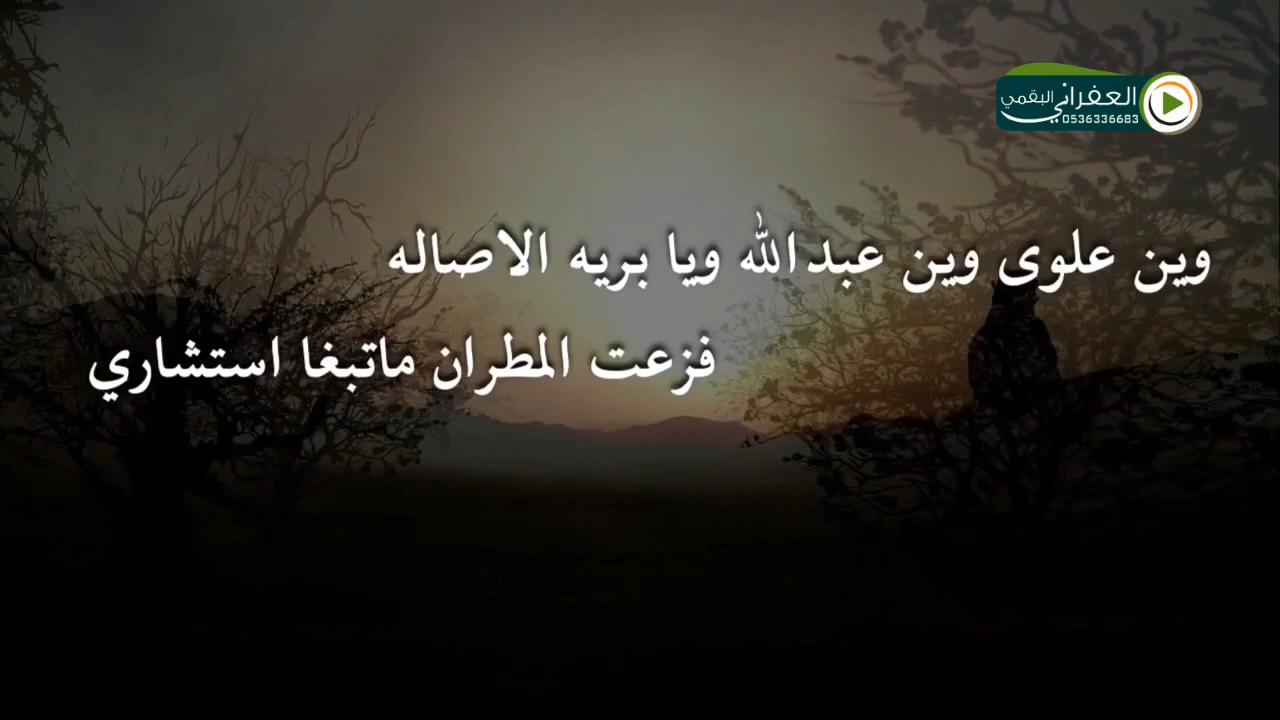 العفراني البقمي
0536336683
وين علوى وين عبدالله ويا بريه الاصاله
فزعت المطران ماتبغا استشاري